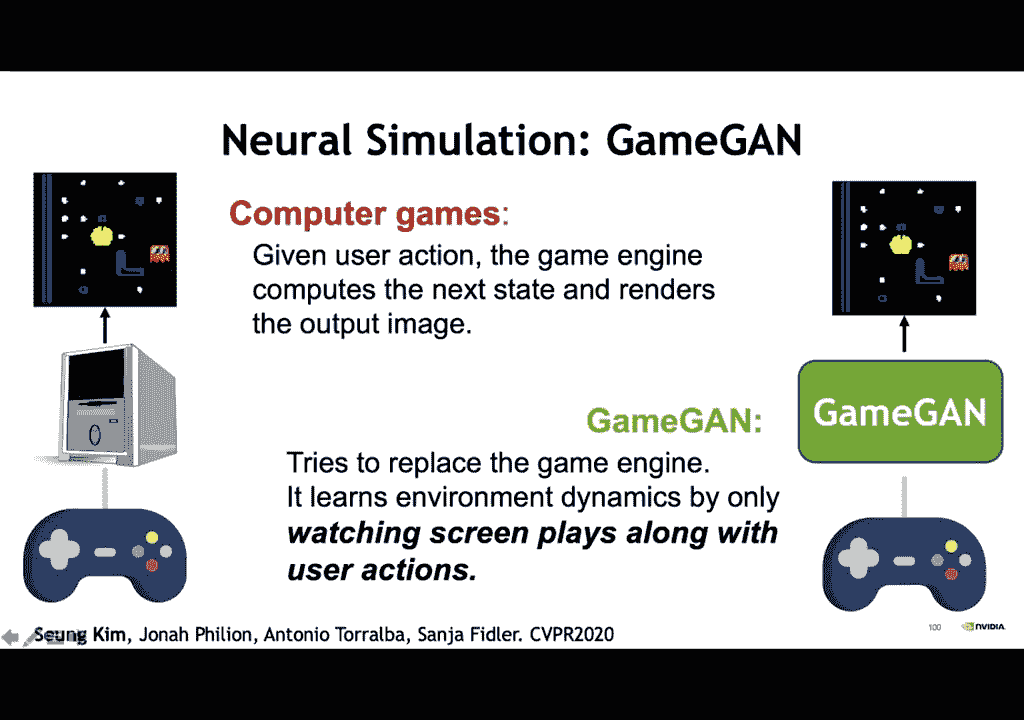 Neural Simulation: GameGAN
Computer games:
Given user action, the game engine
computes the next state and renders
the output image.
GameGAN:
Tries to replace the game engine.
It learns environment dynamics by only
watching screen plays along with
user actions.
GameGAN
Seung Kim, Jonah Philion, Antonio Torralba, Sanja Fidler. CVPR2020
100
NVIDIA